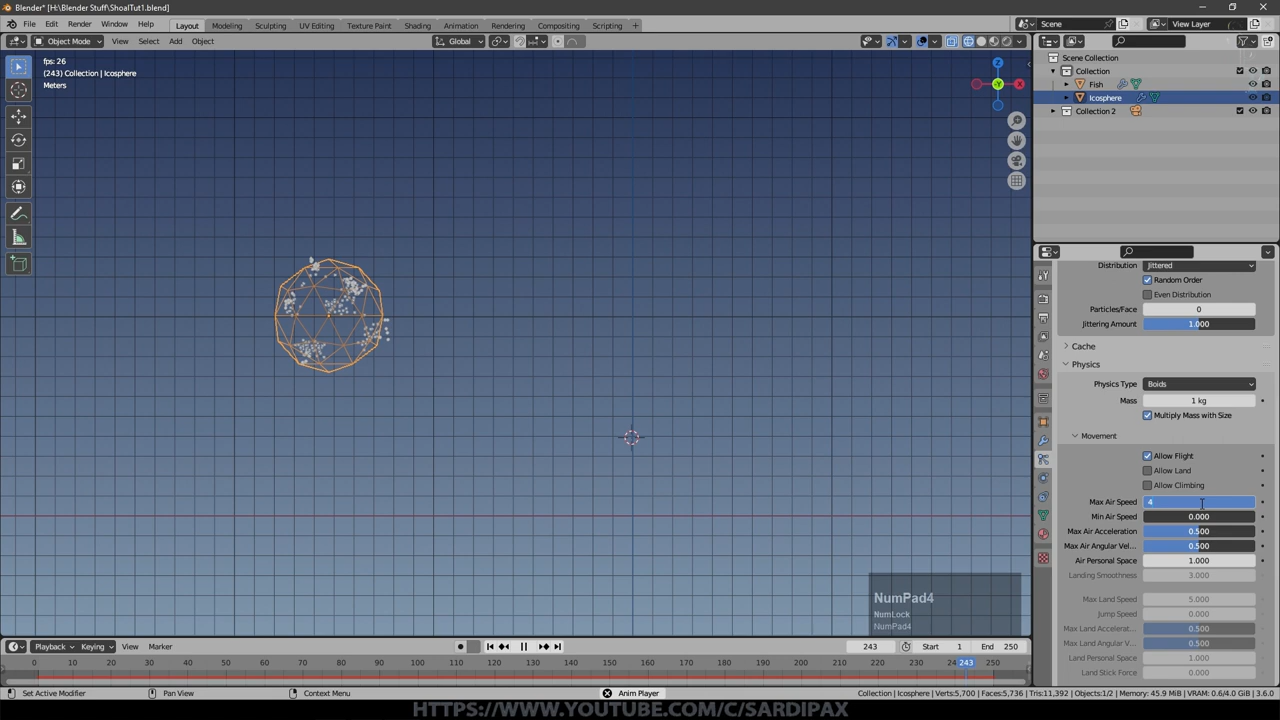 Blender* [H:\Blender Stuff\ShoalTut1.blend]
File Edit Render Window Help Layout Modeling Sculpting UV Editing Texture Paint Shading Animation Rendering Compositing Scripting + Scene View Layer
Object Mode View Select Add Object Global
fps: 26
(243) Collection | Icosphere
Meters
Z
X
-Y
Scene Collection
Collection
Fish
Icosphere
Collection 2
Distribution Jittered
Random Order
Even Distribution
Particles/Face 0
Jittering Amount 1.000
Cache
Physics
Physics Type Boids
Mass 1 kg
Multiply Mass with Size
Movement
Allow Flight
Allow Land
Allow Climbing
Max Air Speed 4
Min Air Speed 0.000
Max Air Acceleration 0.500
Max Air Angular Vel... 0.500
Air Personal Space 1.000
Landing Smoothness 3.000
Max Land Speed 5.000
Jump Speed 0.000
Max Land Accelerat... 0.500
Max Land Angular V... 0.500
Land Personal Space 1.000
Land Stick Force 0.000
NumPad4
NumLock
NumPad4
Playback Keying View Marker 243 Start 1 End 250
0 10 20 30 40 50 60 70 80 90 100 110 120 130 140 150 160 170 180 190 200 210 220 230 243 250
Set Active Modifier Pan View Context Menu Anim Player Collection | Icosphere | Verts:5,700 | Faces:5,736 | Tris:11,392 | Objects:1/2 | Memory: 45.9 MiB | VRAM: 0.6/4.0 GiB | 3.6.0
HTTPS://WWW.YOUTUBE.COM/C/SARDIPAX